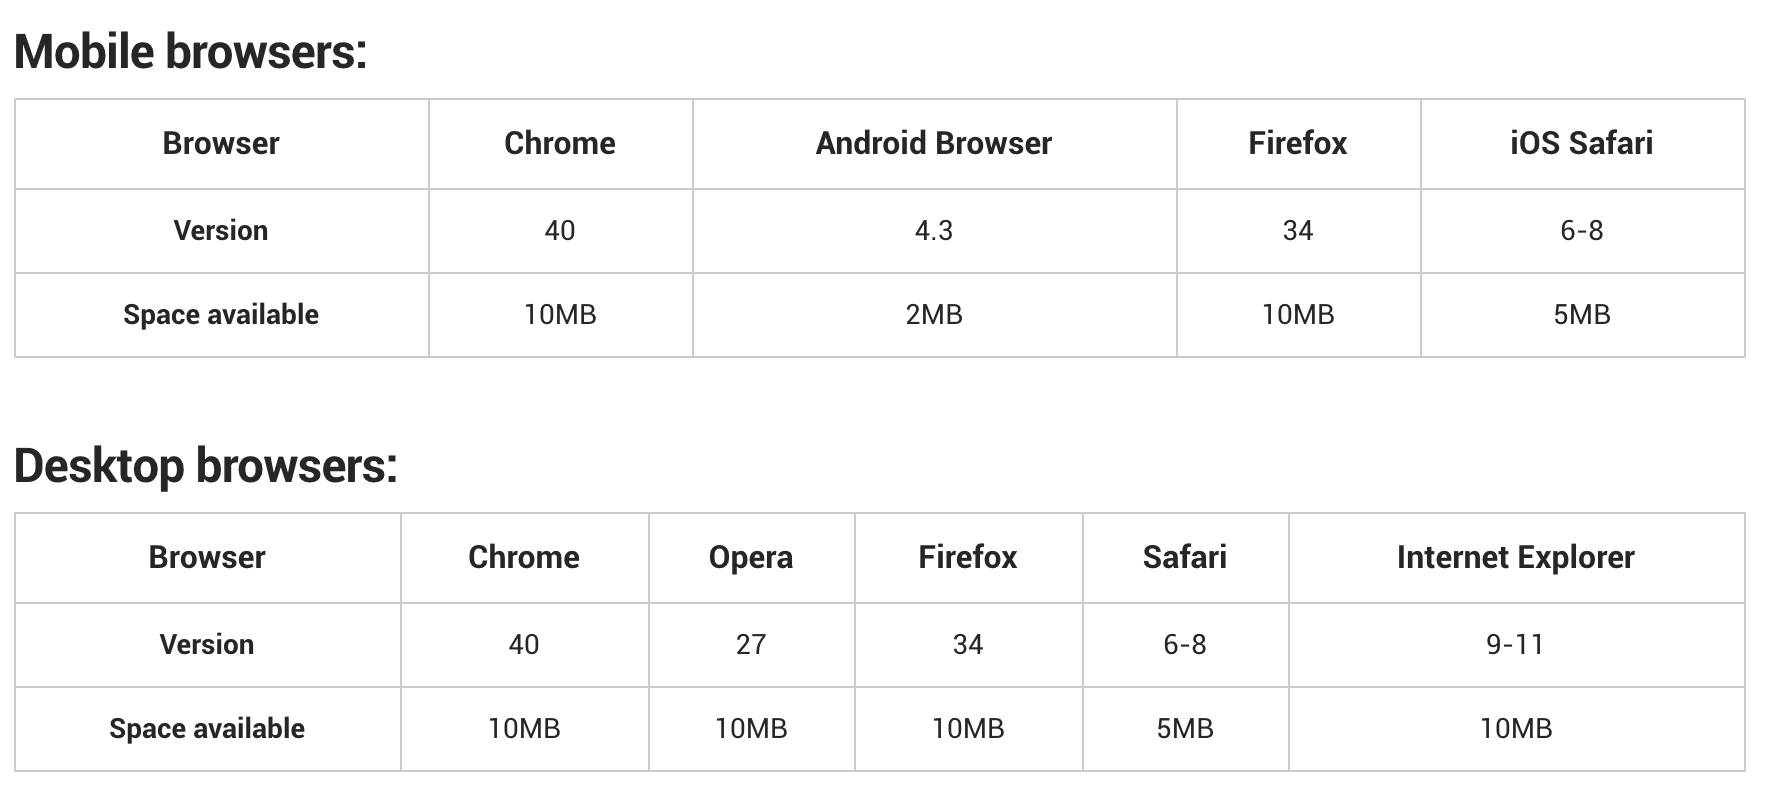 Mobile browsers:
Browser Chrome Android Browser Firefox iOS Safari
Version 40 4.3 34 6-8
Space available 10MB 2MB 10MB 5MB
Desktop browsers:
Browser Chrome Opera Firefox Safari Internet Explorer
Version 40 27 34 6-8 9-11
Space available 10MB 10MB 10MB 5MB 10MB